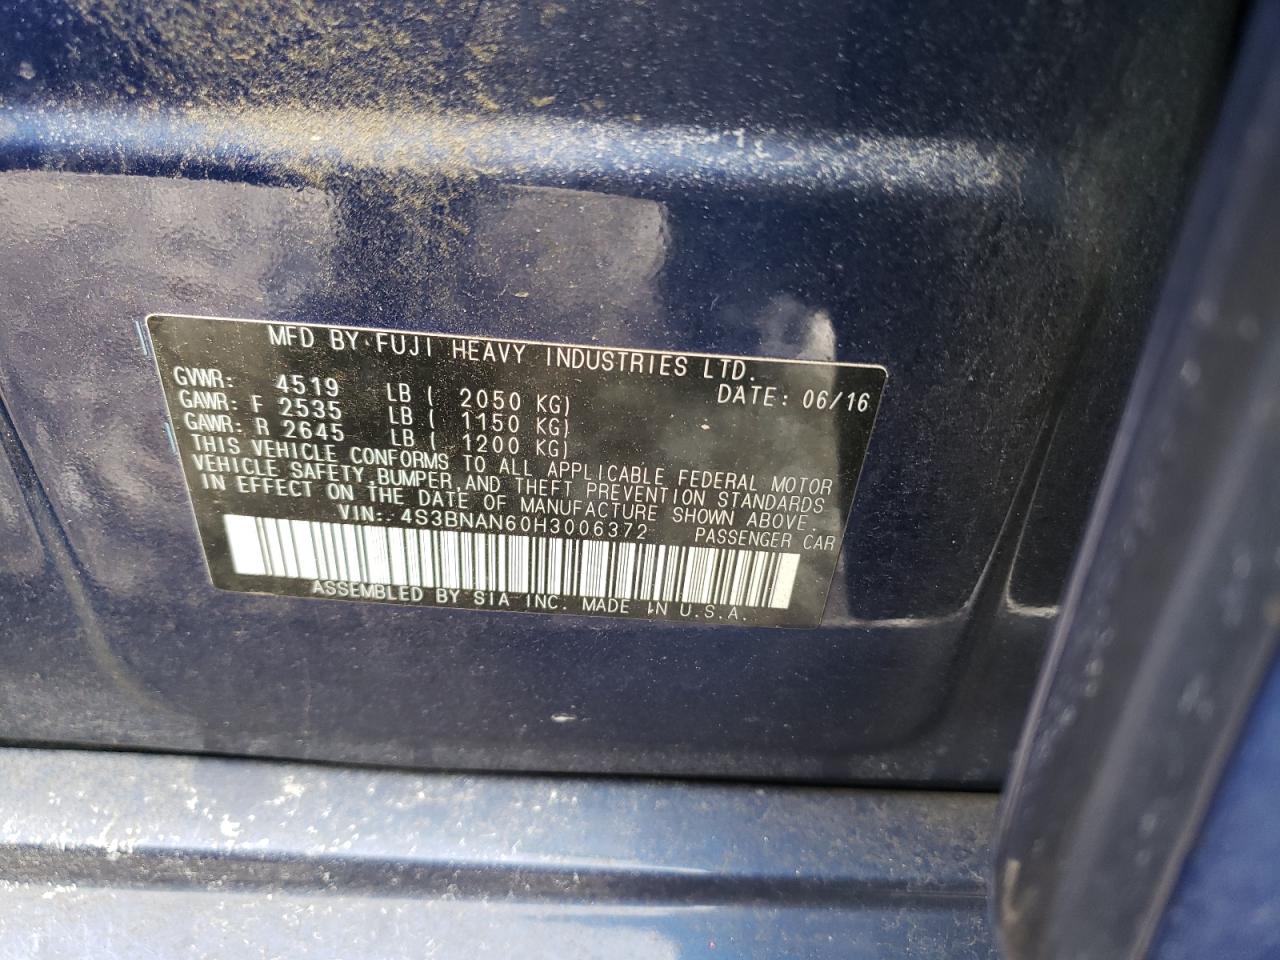 MFD BY FUJI HEAVY INDUSTRIES LTD.
DATE: 06/16
GVWR: 4519 LB ( 2050 KG)
GAWR: F 2535 LB ( 1150 KG)
GAWR: R 2645 LB ( 1200 KG)
THIS VEHICLE CONFORMS TO ALL APPLICABLE FEDERAL MOTOR
VEHICLE SAFETY, BUMPER, AND THEFT PREVENTION STANDARDS
IN EFFECT ON THE DATE OF MANUFACTURE SHOWN ABOVE.
VIN: 4S3BNAN60H3006372 PASSENGER CAR
ASSEMBLED BY SIA INC. MADE IN U.S.A.